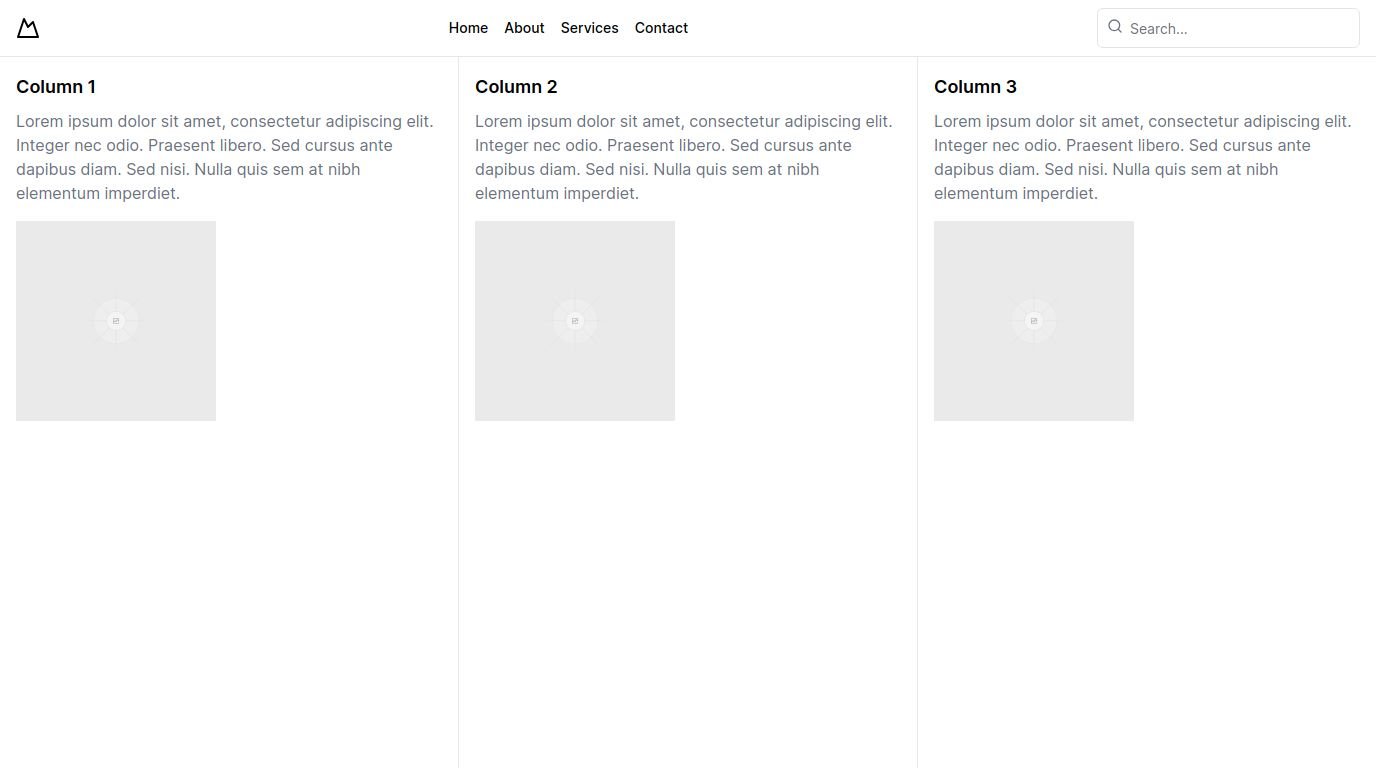 Home About Services Contact
Search...
Column 1
Lorem ipsum dolor sit amet, consectetur adipiscing elit.
Integer nec odio. Praesent libero. Sed cursus ante
dapibus diam. Sed nisi. Nulla quis sem at nibh
elementum imperdiet.
Column 2
Lorem ipsum dolor sit amet, consectetur adipiscing elit.
Integer nec odio. Praesent libero. Sed cursus ante
dapibus diam. Sed nisi. Nulla quis sem at nibh
elementum imperdiet.
Column 3
Lorem ipsum dolor sit amet, consectetur adipiscing elit.
Integer nec odio. Praesent libero. Sed cursus ante
dapibus diam. Sed nisi. Nulla quis sem at nibh
elementum imperdiet.